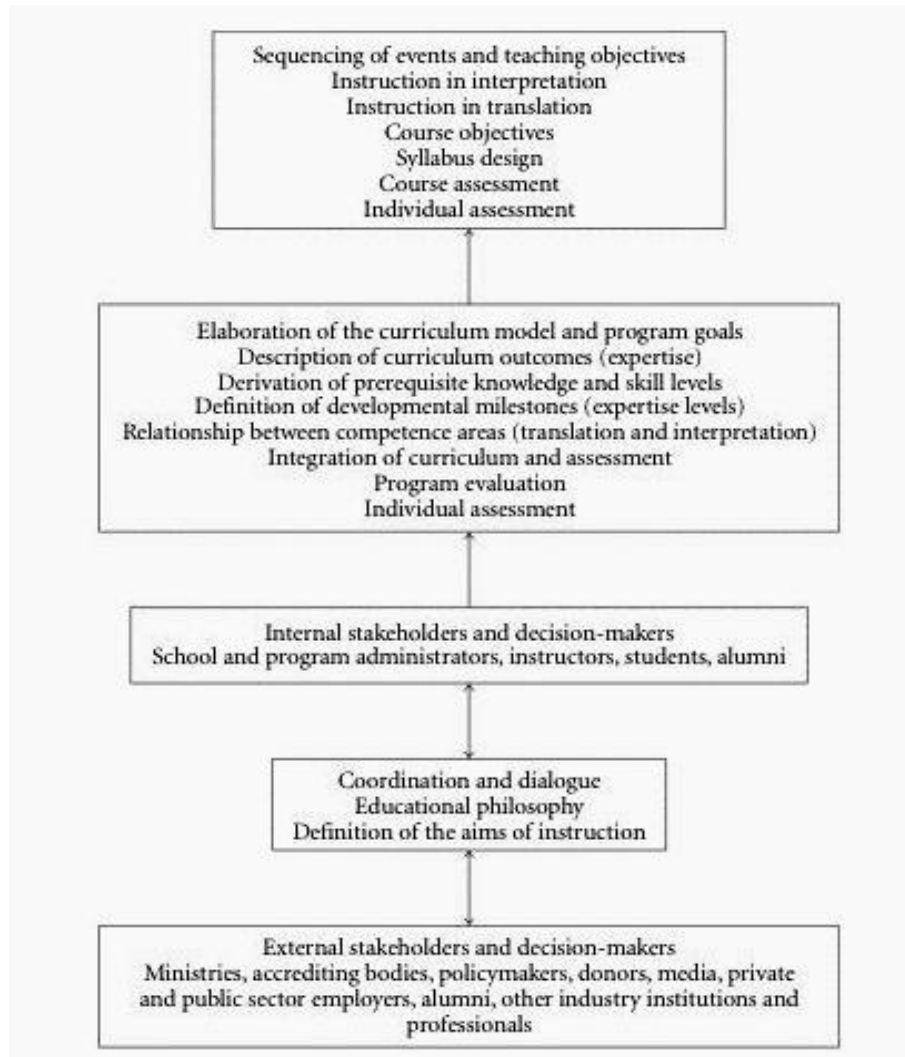 Sequencing of events and teaching objectives
Instruction in interpretation
Instruction in translation
Course objectives
Syllabus design
Course assessment
Individual assessment
Elaboration of the curriculum model and program goals
Description of curriculum outcomes (expertise)
Derivation of prerequisite knowledge and skill levels
Definition of developmental milestones (expertise levels)
Relationship between competence areas (translation and interpretation)
Integration of curriculum and assessment
Program evaluation
Individual assessment
Internal stakeholders and decision-makers
School and program administrators, instructors, students, alumni
Coordination and dialogue
Educational philosophy
Definition of the aims of instruction
External stakeholders and decision-makers
Ministries, accrediting bodies, policymakers, donors, media, private
and public sector employers, alumni, other industry institutions and
professionals